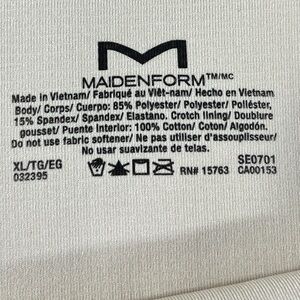 M
MAIDENFORM™/MC
Made in Vietnam/ Fabriqué au Viêt-nam/ Hecho en Vietnam
Body/ Corps/ Cuerpo: 85% Polyester/ Polyester/ Poliéster,
15% Spandex/ Spandex/ Elastano. Crotch lining/ Doublure
gousset/ Puente Interior: 100% Cotton/ Coton/ Algodón.
Do not use fabric softener/ Ne pas utiliser d'assouplisseur/
No usar suavizante de telas.
XL/TG/EG
SE0701
032395
RN# 15763 CA00153